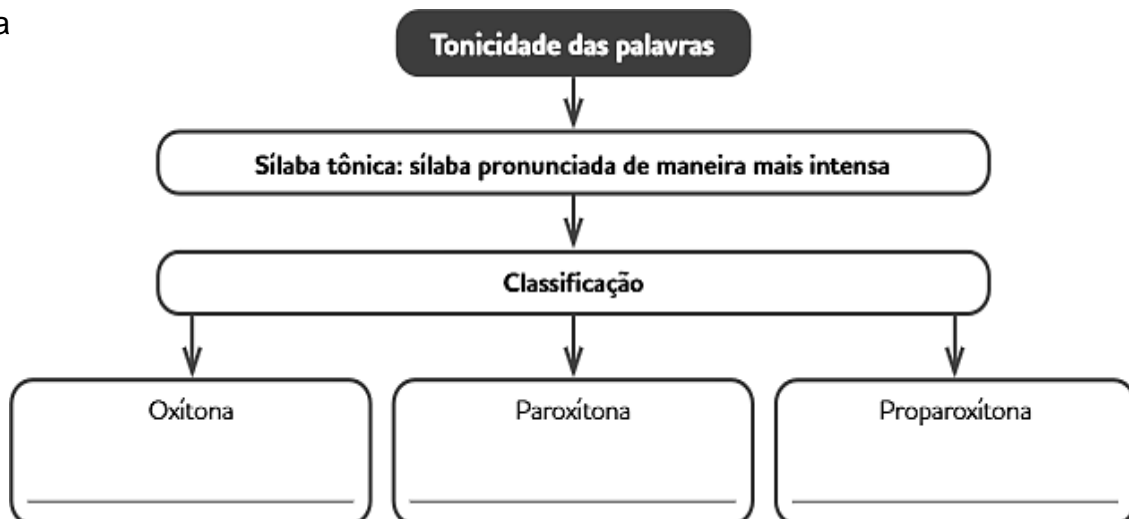 a
Tonicidade das palavras
Sílaba tônica: sílaba pronunciada de maneira mais intensa
Classificação
Oxítona
Paroxítona
Proparoxítona